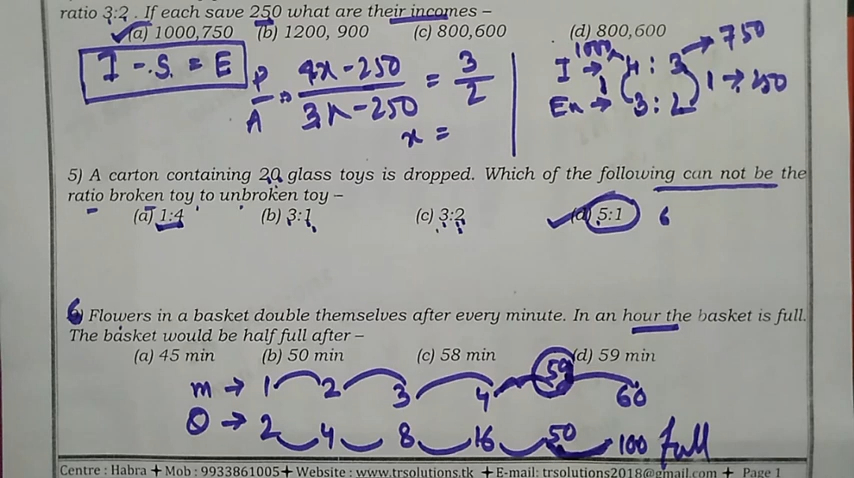 ratio 3:2 . If each save 250 what are their incomes –
(a) 1000,750 (b) 1200, 900 (c) 800,600 (d) 800,600
I - S = E
P/A ⇒ 4x-250 / 3x-250 = 3/2
x =
1000
I → 4 : 3 → 750
1 1 → 250
Ex → 3 : 2
5) A carton containing 20 glass toys is dropped. Which of the following can not be the
ratio broken toy to unbroken toy –
(a) 1:4 (b) 3:1 (c) 3:2 (d) 5:1 6
6) Flowers in a basket double themselves after every minute. In an hour the basket is full.
The basket would be half full after –
(a) 45 min (b) 50 min (c) 58 min (d) 59 min
m → 1 2 3 4 59 60
→ 2 4 8 16 50 100 full
Centre : Habra + Mob : 9933861005 + Website : www.trsolutions.tk + E-mail: trsolutions2018@gmail.com + Page 1